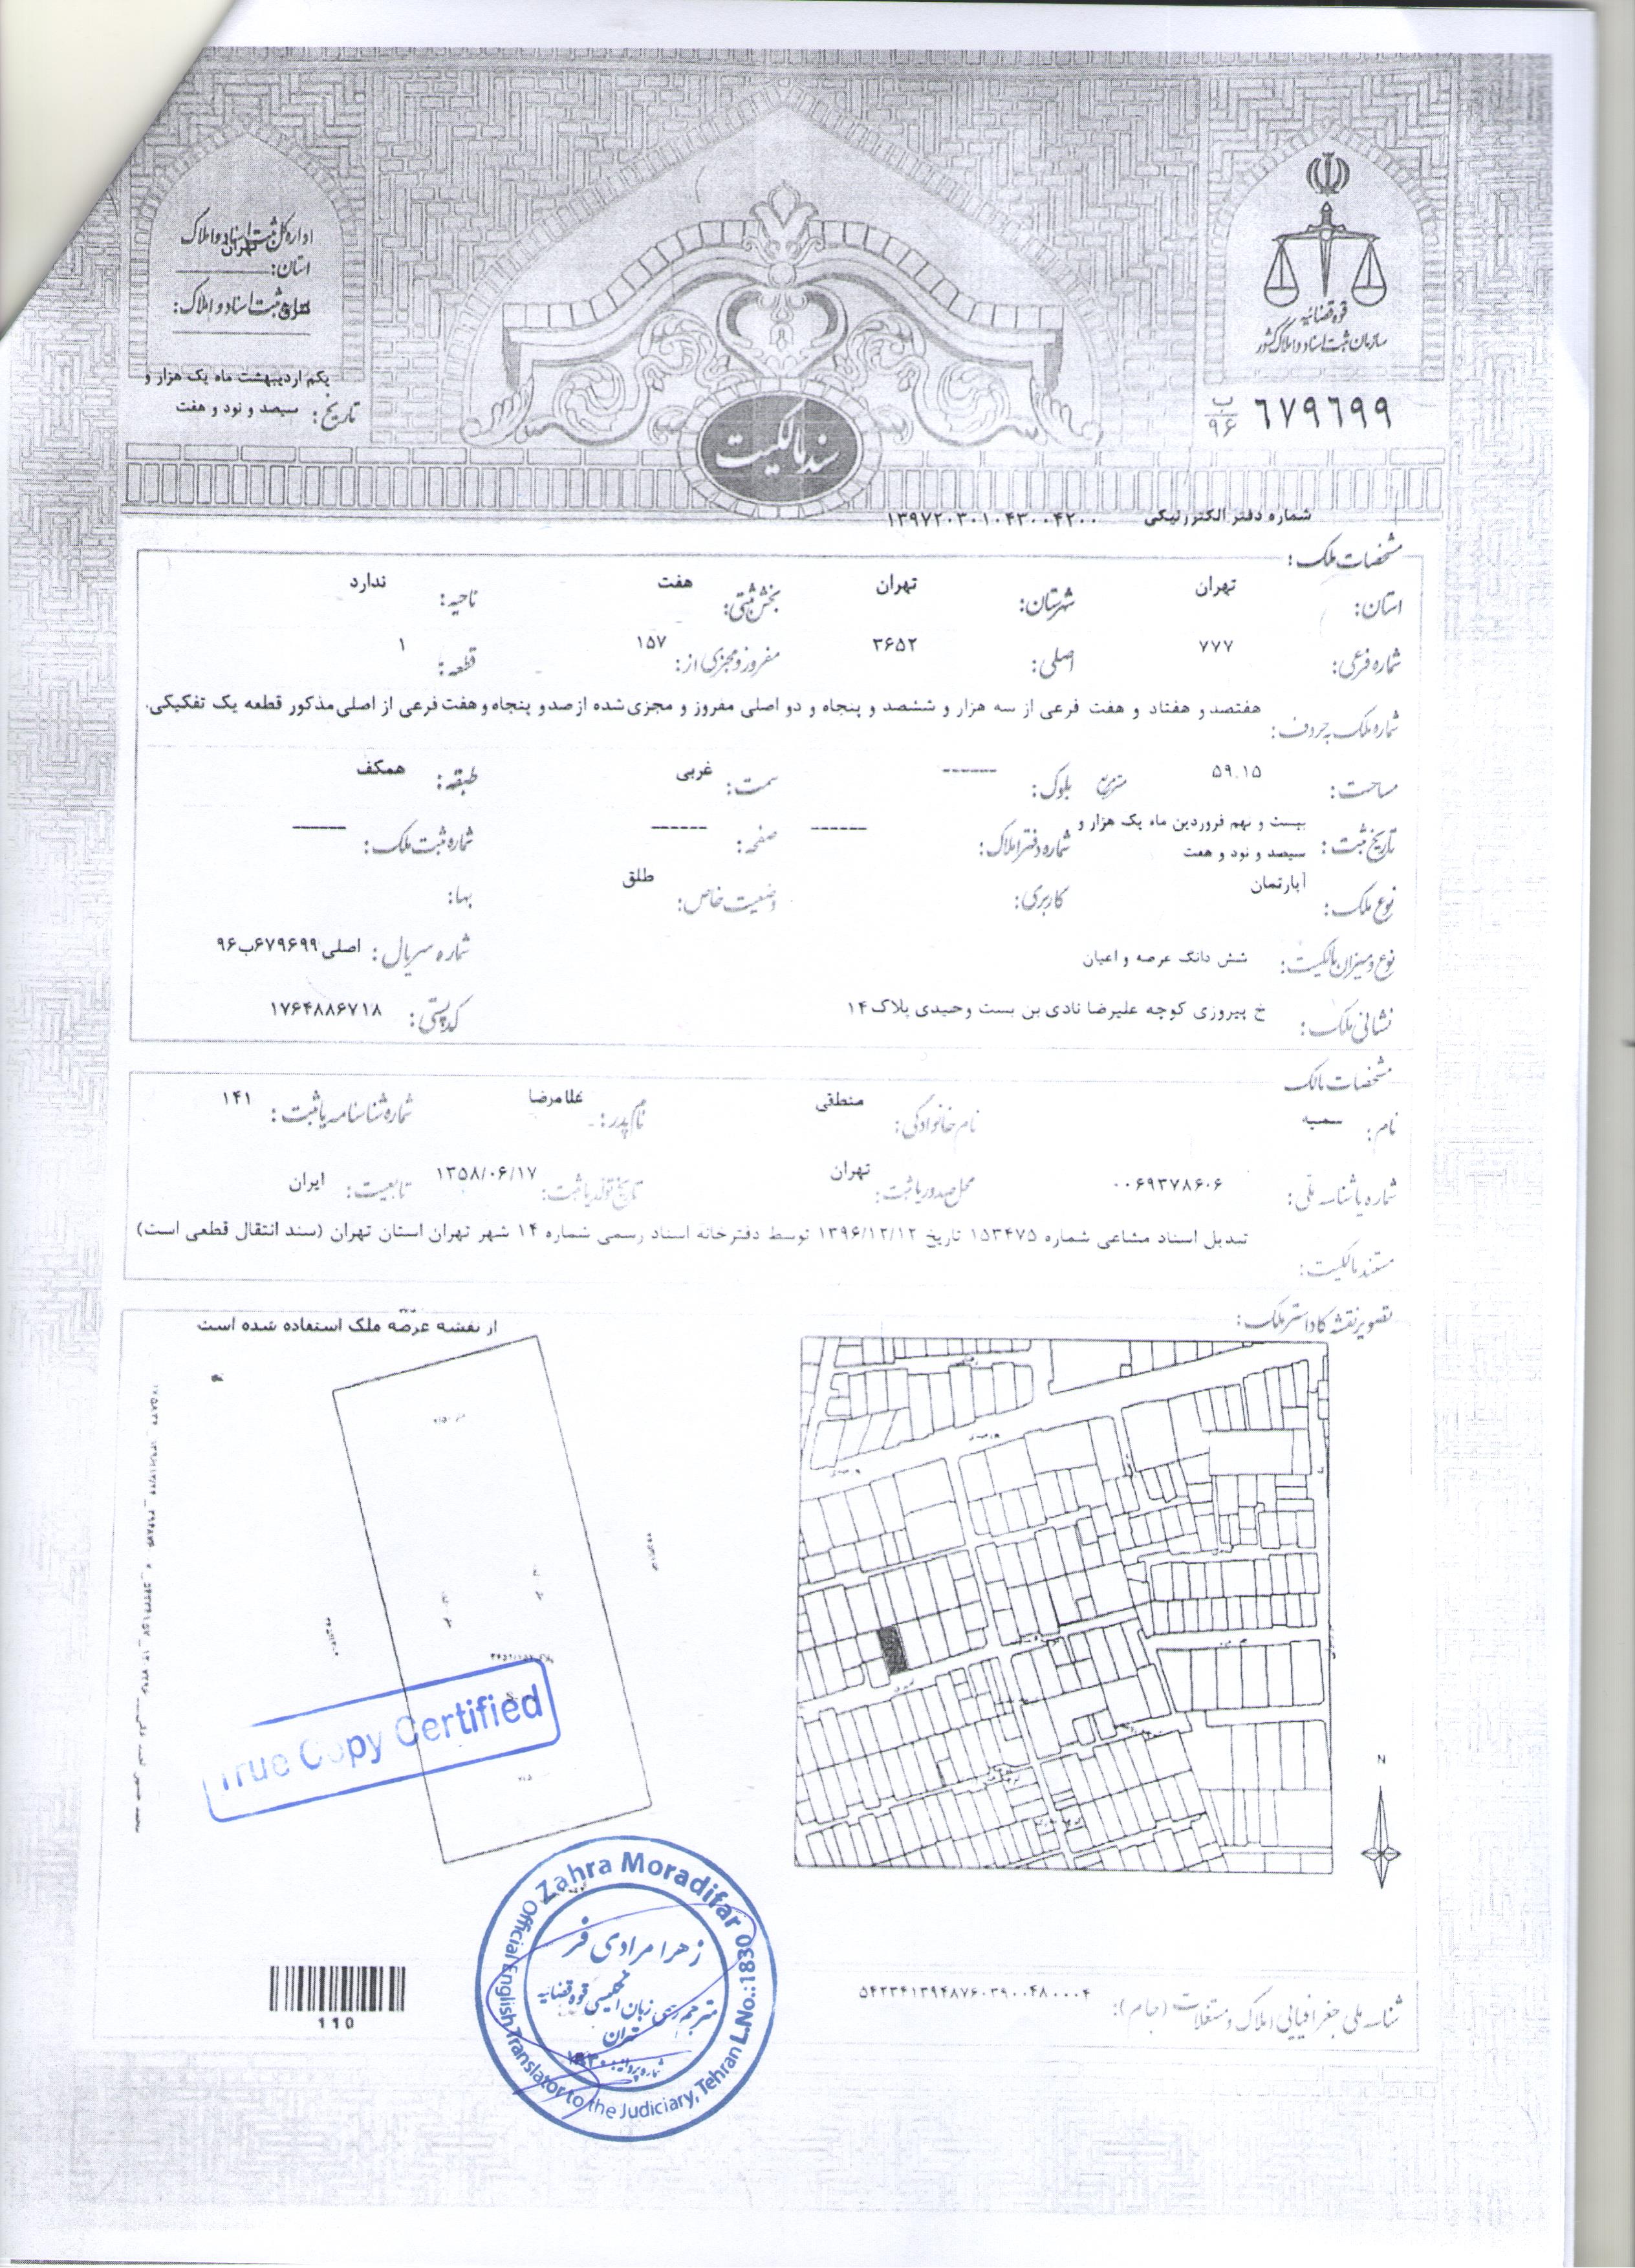 قوه قضائیه
سازمان ثبت اسناد و املاک کشور
۶۷۹۶۹۹ ب ۹۶
اداره کل ثبت اسناد و املاک
استان: تهران
ثبت اسناد و املاک:
تاریخ: یکم اردیبهشت ماه یک هزار و
سیصد و نود و هفت
سند مالکیت
شماره دفتر الکترونیکی ۱۳۹۷۲۰۳۰۱۰۴۳۰۰۴۲۰۰
مشخصات ملک:
استان: تهران شهرستان: تهران بخش ثبتی: هفت ناحیه: ندارد
شماره فرعی: ۷۷۷ اصلی: ۳۶۵۲ مفروز و مجزی از: ۱۵۷ قطعه: ۱
شماره ملک به حروف: هفتصد و هفتاد و هفت فرعی از سه هزار و ششصد و پنجاه و دو اصلی مفروز و مجزی شده از صد و پنجاه و هفت فرعی از اصلی مذکور قطعه یک تفکیکی.
مساحت: ۵۹.۱۵ متر مربع بلوک: ------ سمت: غربی طبقه: همکف
تاریخ ثبت: بیست و نهم فروردین ماه یک هزار و
سیصد و نود و هفت شماره دفتر املاک: ------ صفحه: ------ شماره ثبت ملک: ------
نوع ملک: آپارتمان کاربری: وضعیت خاص: طلق بها:
نوع و میزان مالکیت: شش دانگ عرصه و اعیان شماره سریال: اصلی ۶۷۹۶۹۹ب۹۶
نشانی ملک: خ پیروزی کوچه علیرضا نادی بن بست وحیدی پلاک ۱۴ کد پستی: ۱۷۶۴۸۸۶۷۱۸
مشخصات مالک
نام: سمیه نام خانوادگی: منطقی نام پدر: غلامرضا شماره شناسنامه یا ثبت: ۱۴۱
شماره یا شناسه ملی: ۰۰۶۹۳۷۸۶۰۶ محل صدور یا ثبت: تهران تاریخ تولد یا ثبت: ۱۳۵۸/۰۶/۱۷ تابعیت: ایران
مستند مالکیت: تبدیل اسناد مشاعی شماره ۱۵۳۴۷۵ تاریخ ۱۳۹۶/۱۲/۱۲ توسط دفترخانه اسناد رسمی شماره ۱۴ شهر تهران استان تهران (سند انتقال قطعی است)
تصویر نقشه کاداستر ملک:
از نقشه عرصه ملک استفاده شده است
N
True Copy Certified
Zahra Moradifar
Official English Translator to the Judiciary, Tehran L.No.:1830
زهرا مرادی فر
مترجم رسمی زبان انگلیسی قوه قضائیه
تهران
شماره پروانه ۱۸۳۰
110
شناسه ملی جغرافیایی املاک و مستغلات (جام): ۵۴۲۳۴۱۳۹۴۸۷۶۰۳۹۰۰۴۸۰۰۰۴